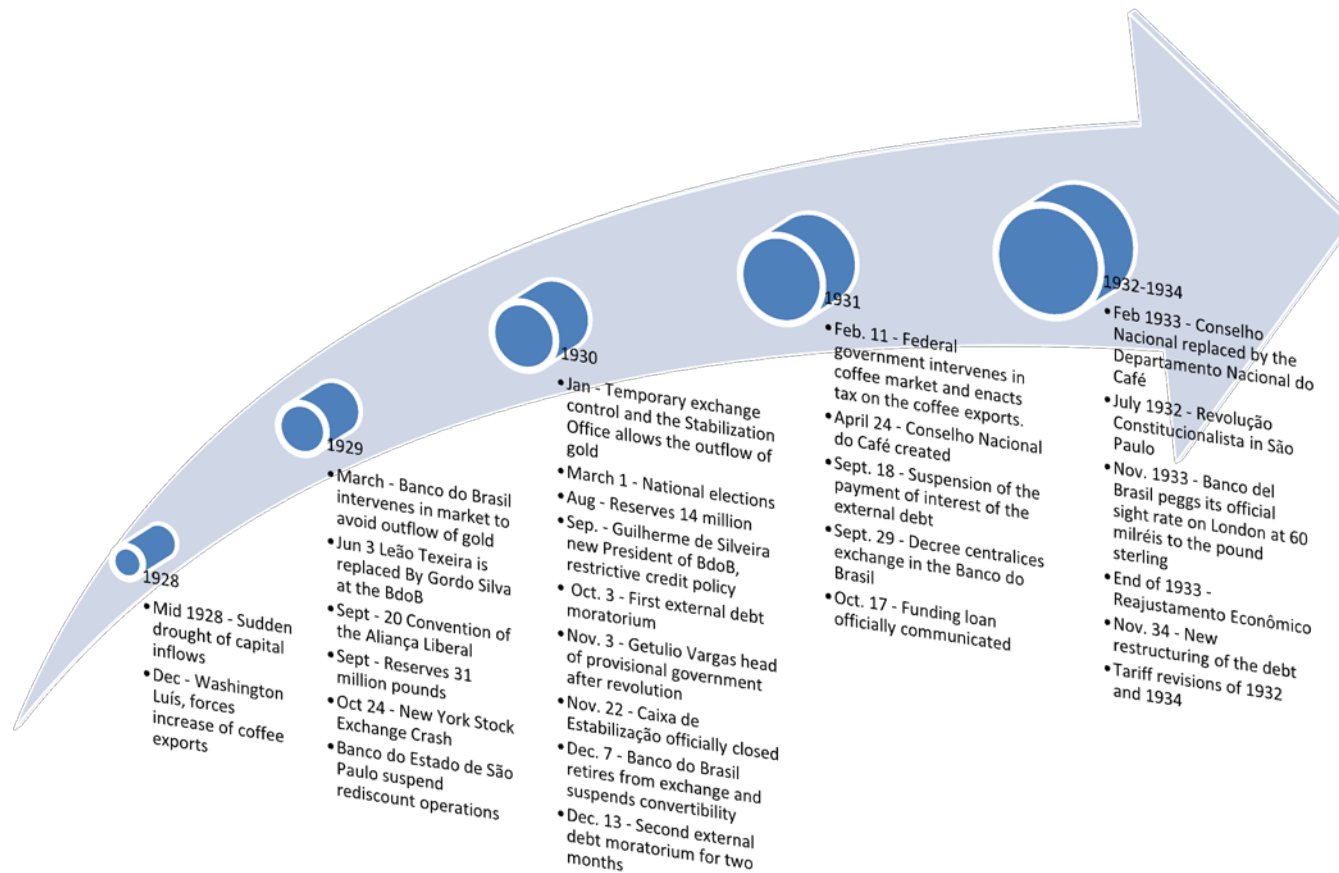 1928
•Mid 1928 - Sudden
drought of capital
inflows
•Dec - Washington
Luís, forces
increase of coffee
exports
1929
•March - Banco do Brasil
intervenes in market to
avoid outflow of gold
•Jun 3 Leão Texeira is
replaced By Gordo Silva
at the BdoB
•Sept - 20 Convention of
the Aliança Liberal
•Sept - Reserves 31
million pounds
•Oct 24 - New York Stock
Exchange Crash
•Banco do Estado de São
Paulo suspend
rediscount operations
1930
•Jan - Temporary exchange
control and the Stabilization
Office allows the outflow of
gold
•March 1 - National elections
•Aug - Reserves 14 million
•Sep. - Guilherme de Silveira
new President of BdoB,
restrictive credit policy
•Oct. 3 - First external debt
moratorium
•Nov. 3 - Getulio Vargas head
of provisional government
after revolution
•Nov. 22 - Caixa de
Estabilização officially closed
•Dec. 7 - Banco do Brasil
retires from exchange and
suspends convertibility
•Dec. 13 - Second external
debt moratorium for two
months
1931
•Feb. 11 - Federal
government intervenes in
coffee market and enacts
tax on the coffee exports.
•April 24 - Conselho Nacional
do Café created
•Sept. 18 - Suspension of the
payment of interest of the
external debt
•Sept. 29 - Decree centralices
exchange in the Banco do
Brasil
•Oct. 17 - Funding loan
officially communicated
1932-1934
•Feb 1933 - Conselho
Nacional replaced by the
Departamento Nacional do
Café
•July 1932 - Revolução
Constitucionalista in São
Paulo
•Nov. 1933 - Banco del
Brasil peggs its official
sight rate on London at 60
milréis to the pound
sterling
•End of 1933 -
Reajustamento Econômico
•Nov. 34 - New
restructuring of the debt
•Tariff revisions of 1932
and 1934